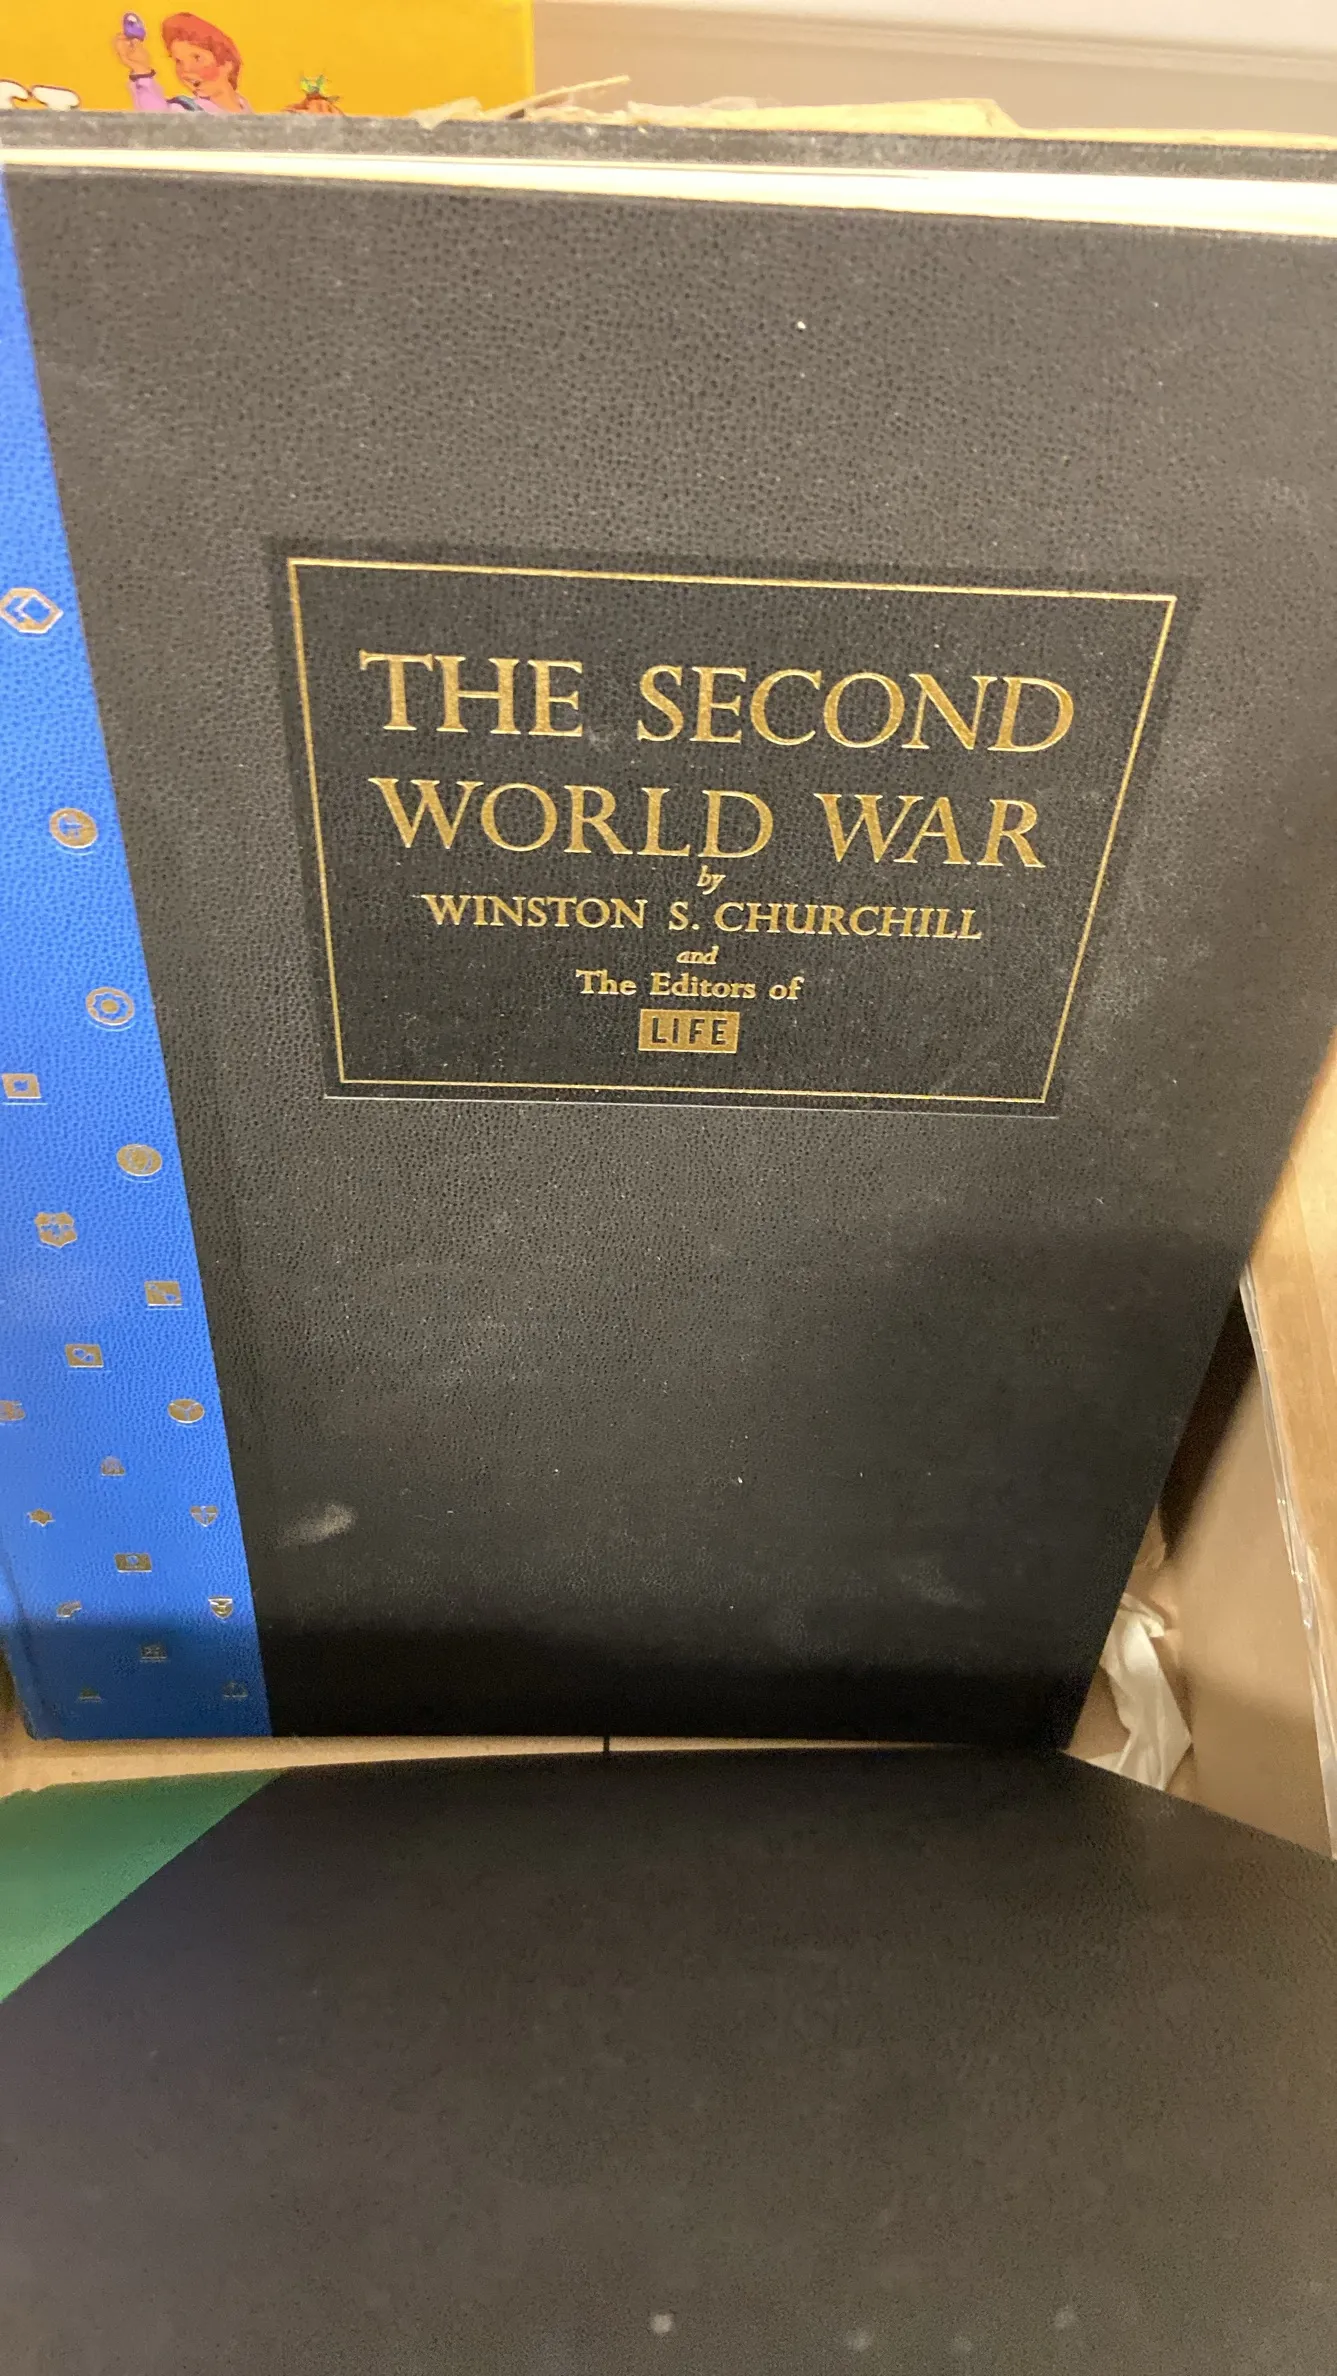 THE SECOND
WORLD WAR
by
WINSTON S. CHURCHILL
and
The Editors of
LIFE